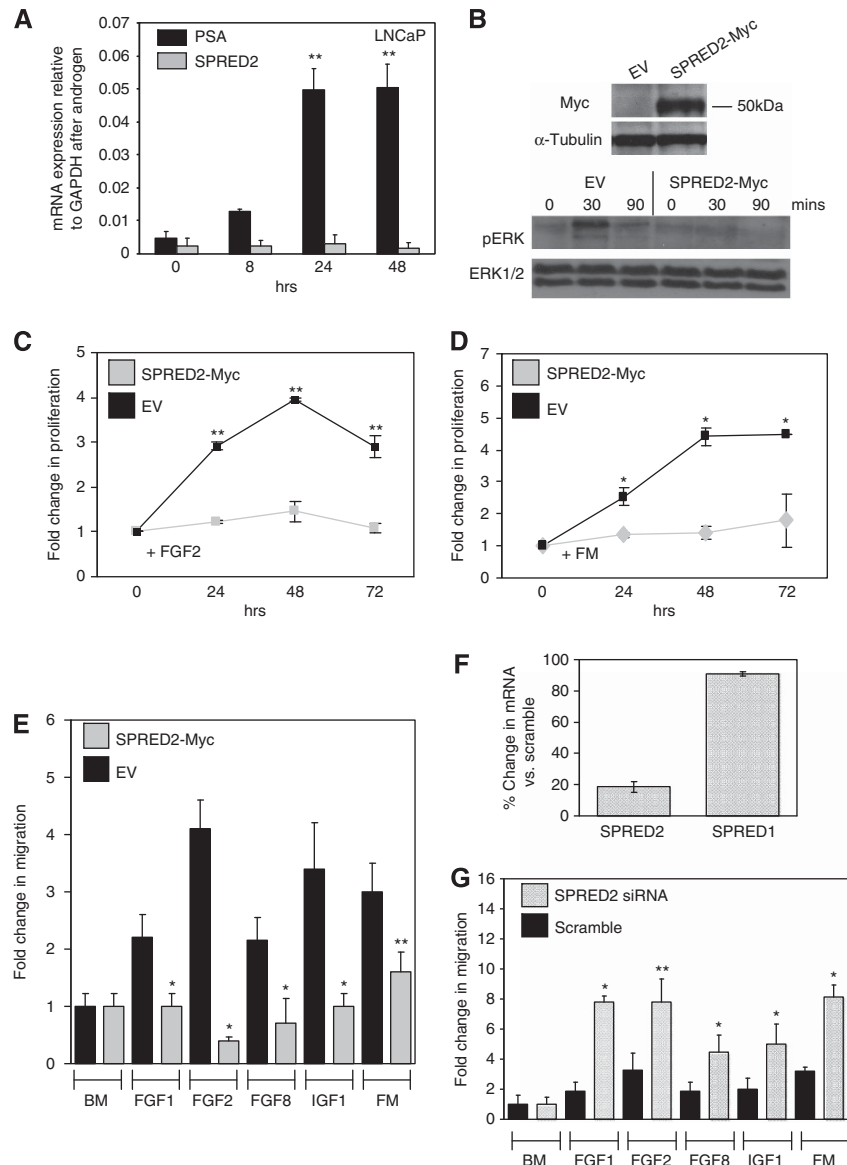 A
mRNA expression relative
to GAPDH after androgen
0.07
0.06
0.05
0.04
0.03
0.02
0.01
0
PSA
SPRED2
LNCaP
**
**
0
8
24
48
hrs
B
EV
SPRED2-Myc
Myc
50kDa
α-Tubulin
EV
SPRED2-Myc
0
30
90
0
30
90
mins
pERK
ERK1/2
C
Fold change in proliferation
5
4
3
2
1
0
SPRED2-Myc
EV
**
**
**
+ FGF2
0
24
48
72
hrs
D
Fold change in proliferation
7
6
5
4
3
2
1
0
SPRED2-Myc
EV
*
*
*
+ FM
0
24
48
72
hrs
E
Fold change in migration
6
5
4
3
2
1
0
SPRED2-Myc
EV
*
*
*
*
**
BM
FGF1
FGF2
FGF8
IGF1
FM
F
% Change in mRNA
vs. scramble
100
80
60
40
20
0
SPRED2
SPRED1
G
Fold change in migration
16
14
12
10
8
6
4
2
0
SPRED2 siRNA
Scramble
*
**
*
*
*
BM
FGF1
FGF2
FGF8
IGF1
FM